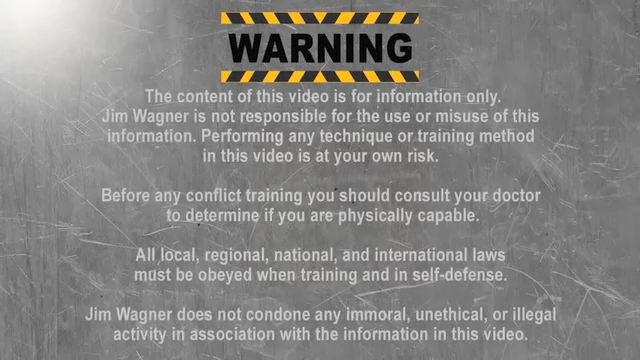 WARNING
The content of this video is for information only.
Jim Wagner is not responsible for the use or misuse of this
information. Performing any technique or training method
in this video is at your own risk.
Before any conflict training you should consult your doctor
to determine if you are physically capable.
All local, regional, national, and international laws
must be obeyed when training and in self-defense.
Jim Wagner does not condone any immoral, unethical, or illegal
activity in association with the information in this video.